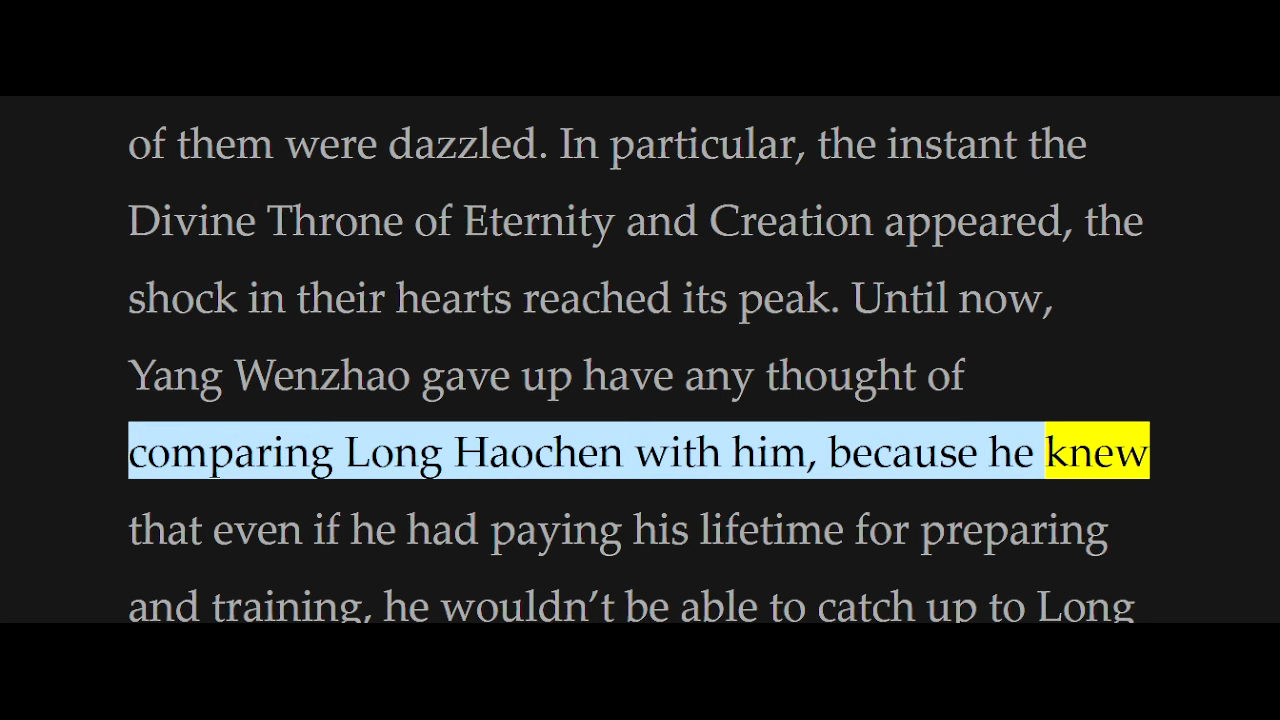 of them were dazzled. In particular, the instant the
Divine Throne of Eternity and Creation appeared, the
shock in their hearts reached its peak. Until now,
Yang Wenzhao gave up have any thought of
comparing Long Haochen with him, because he knew
that even if he had paying his lifetime for preparing
and training, he wouldn’t be able to catch up to Long